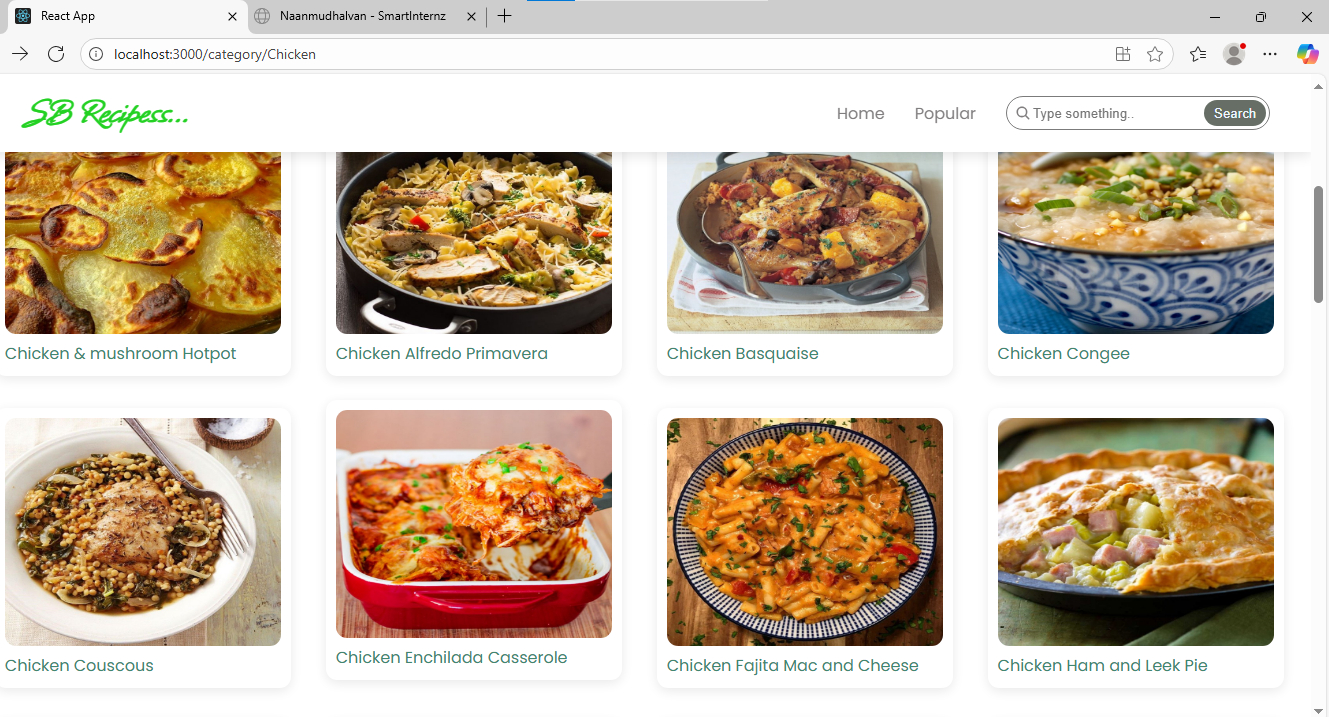 React App
Naanmudhalvan - SmartInternz
localhost:3000/category/Chicken
SB Recipess...
Home
Popular
Type something..
Search
Chicken & mushroom Hotpot
Chicken Alfredo Primavera
Chicken Basquaise
Chicken Congee
Chicken Couscous
Chicken Enchilada Casserole
Chicken Fajita Mac and Cheese
Chicken Ham and Leek Pie